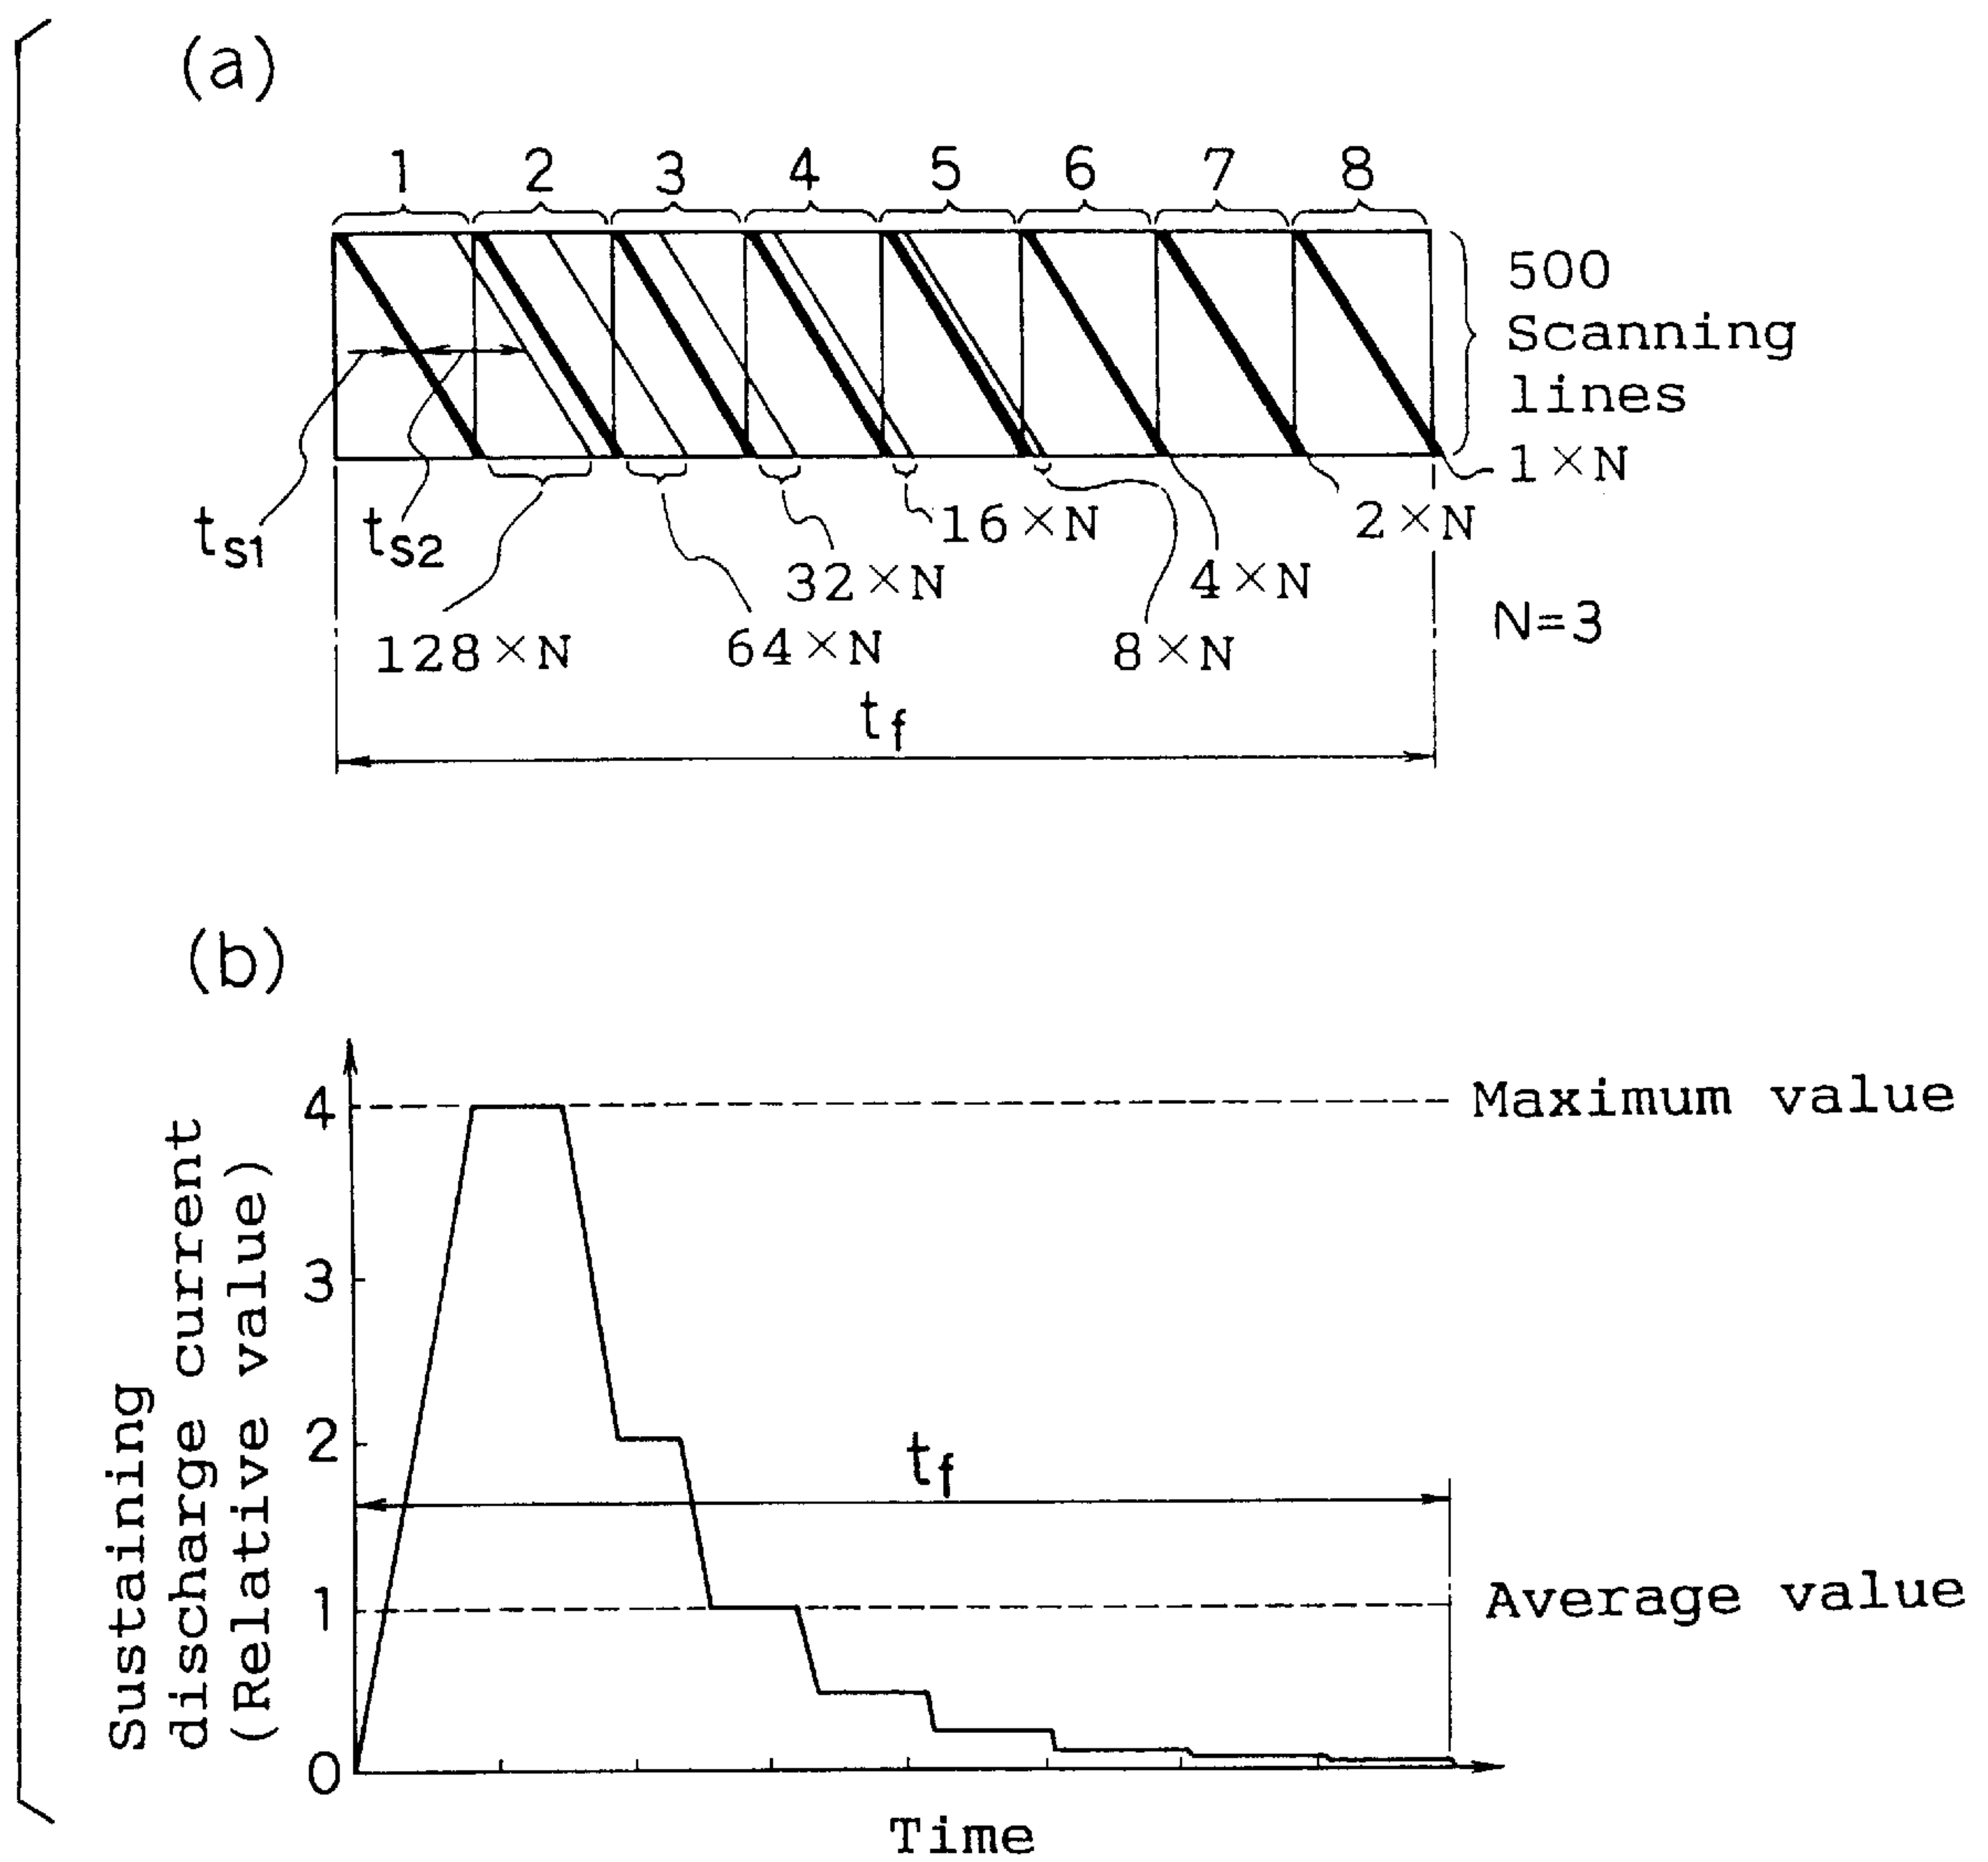 (a)
1 2 3 4 5 6 7 8
500
Scanning
lines
1×N
tS1 tS2
16×N
2×N
32×N
4×N
N=3
128×N
64×N
8×N
tf
(b)
Sustaining
discharge current
(Relative value)
4
3
2
1
0
Maximum value
tf
Average value
Time